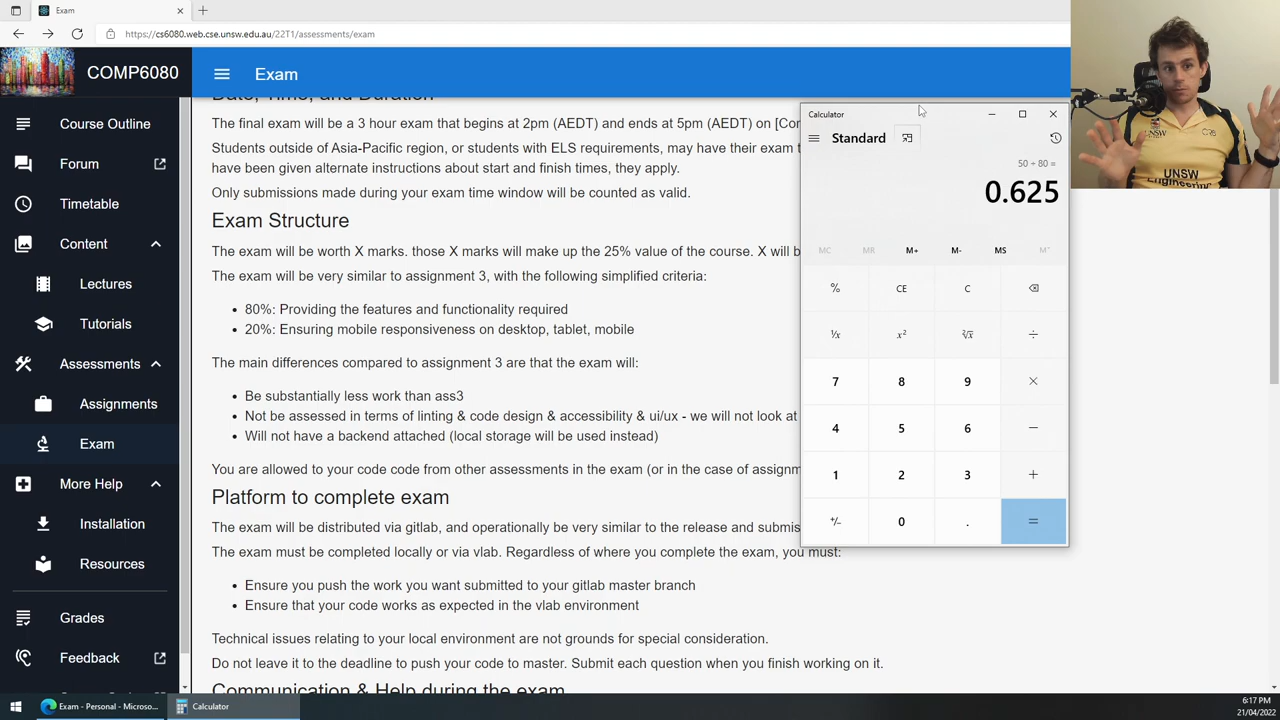 Exam
https://cs6080.web.cse.unsw.edu.au/22T1/assessments/exam
COMP6080
Exam
Course Outline
Forum
Timetable
Content
Lectures
Tutorials
Assessments
Assignments
Exam
More Help
Installation
Resources
Grades
Feedback
Date, Time, and Duration
The final exam will be a 3 hour exam that begins at 2pm (AEDT) and ends at 5pm (AEDT) on [Con
Students outside of Asia-Pacific region, or students with ELS requirements, may have their exam t
have been given alternate instructions about start and finish times, they apply.
Only submissions made during your exam time window will be counted as valid.
Exam Structure
The exam will be worth X marks. those X marks will make up the 25% value of the course. X will b
The exam will be very similar to assignment 3, with the following simplified criteria:
• 80%: Providing the features and functionality required
• 20%: Ensuring mobile responsiveness on desktop, tablet, mobile
The main differences compared to assignment 3 are that the exam will:
• Be substantially less work than ass3
• Not be assessed in terms of linting & code design & accessibility & ui/ux - we will not look at
• Will not have a backend attached (local storage will be used instead)
You are allowed to your code code from other assessments in the exam (or in the case of assignm
Platform to complete exam
The exam will be distributed via gitlab, and operationally be very similar to the release and submis
The exam must be completed locally or via vlab. Regardless of where you complete the exam, you must:
• Ensure you push the work you want submitted to your gitlab master branch
• Ensure that your code works as expected in the vlab environment
Technical issues relating to your local environment are not grounds for special consideration.
Do not leave it to the deadline to push your code to master. Submit each question when you finish working on it.
Communication & Help during the exam
Calculator
Standard
50 ÷ 80 =
0.625
MC MR M+ M- MS M˅
% CE C
⅟x x² ²√x ÷
7 8 9 ×
4 5 6 −
1 2 3 +
+/− 0 . =
UNSW
Engineering
Exam - Personal - Microso...
Calculator
6:17 PM
21/04/2022